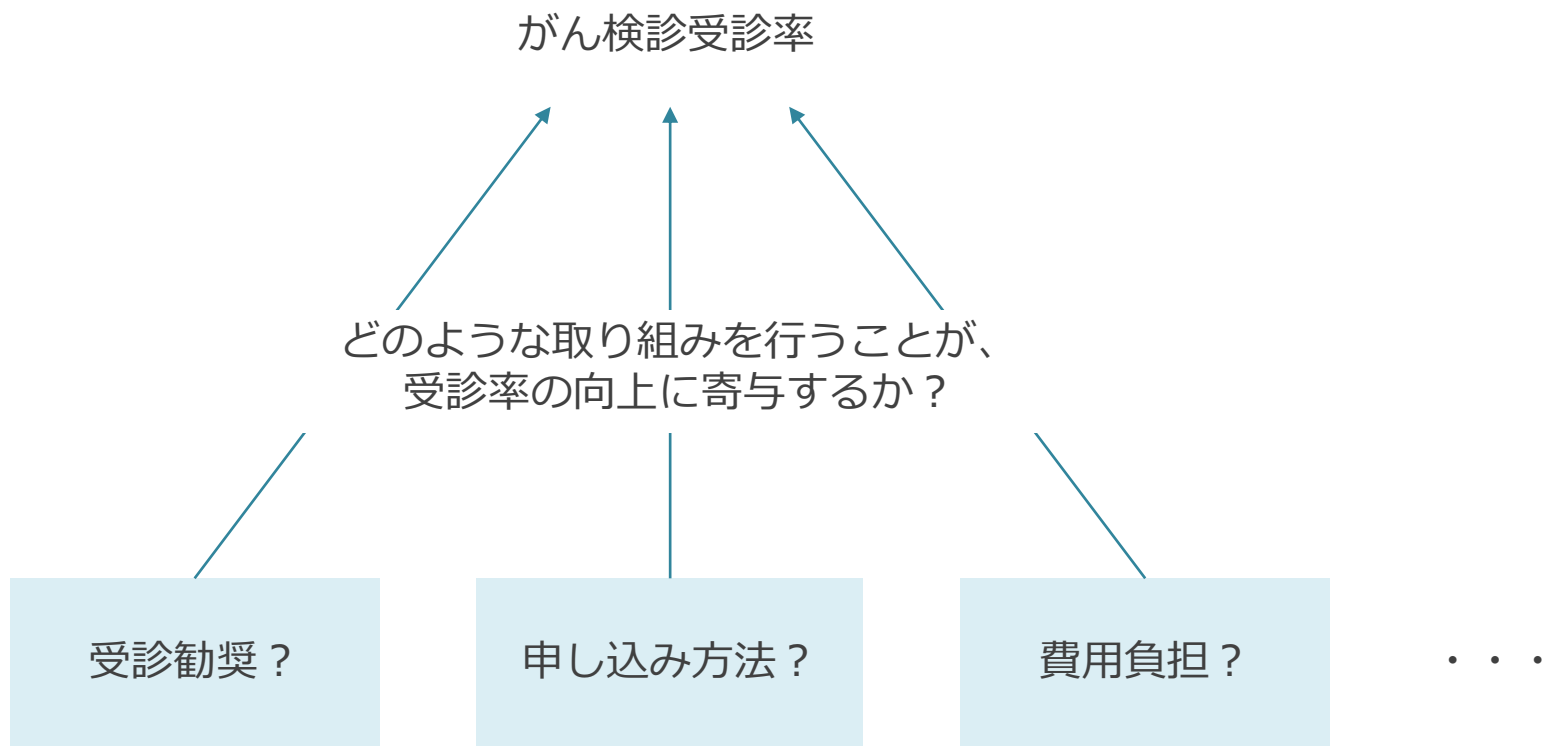 がん検診受診率
どのような取り組みを行うことが、
受診率の向上に寄与するか？
受診勧奨？
申し込み方法？
費用負担？
・・・